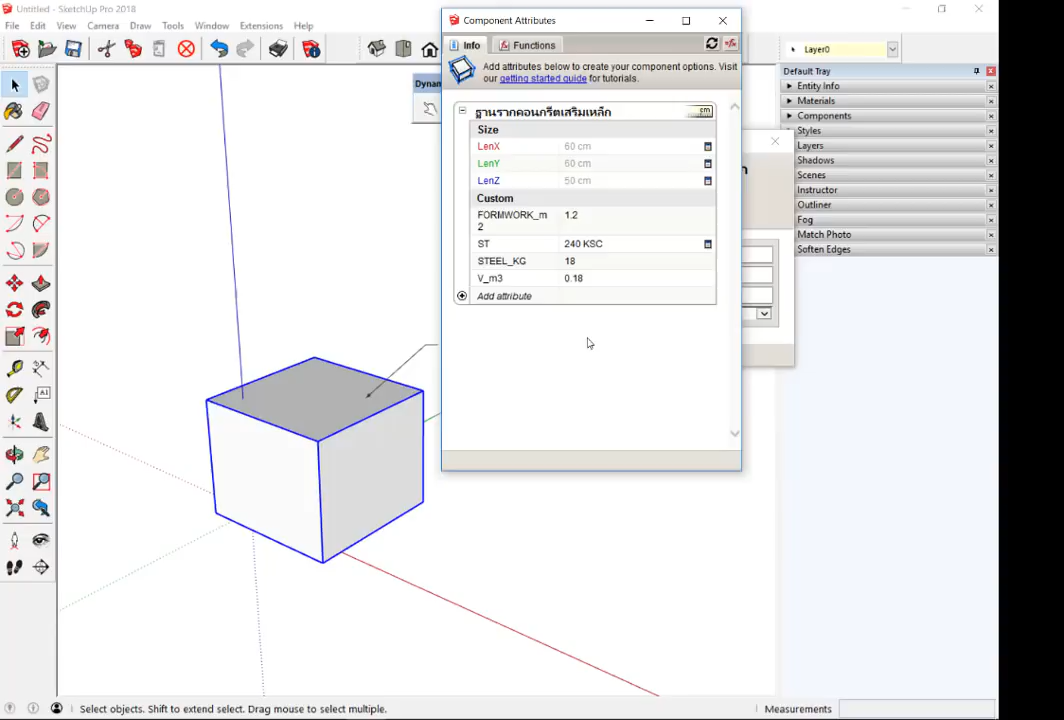 Untitled - SketchUp Pro 2018
File Edit View Camera Draw Tools Window Extensions Help
Layer0
Component Attributes
Info Functions
Add attributes below to create your component options. Visit
our getting started guide for tutorials.
Dynam
ฐานรากคอนกรีตเสริมเหล็ก
cm
Size
LenX 60 cm
LenY 60 cm
LenZ 50 cm
Custom
FORMWORK_m
2 1.2
ST 240 KSC
STEEL_KG 18
V_m3 0.18
Add attribute
Default Tray
Entity Info
Materials
Components
Styles
Layers
Shadows
Scenes
Instructor
Outliner
Fog
Match Photo
Soften Edges
A1
Select objects. Shift to extend select. Drag mouse to select multiple.
Measurements